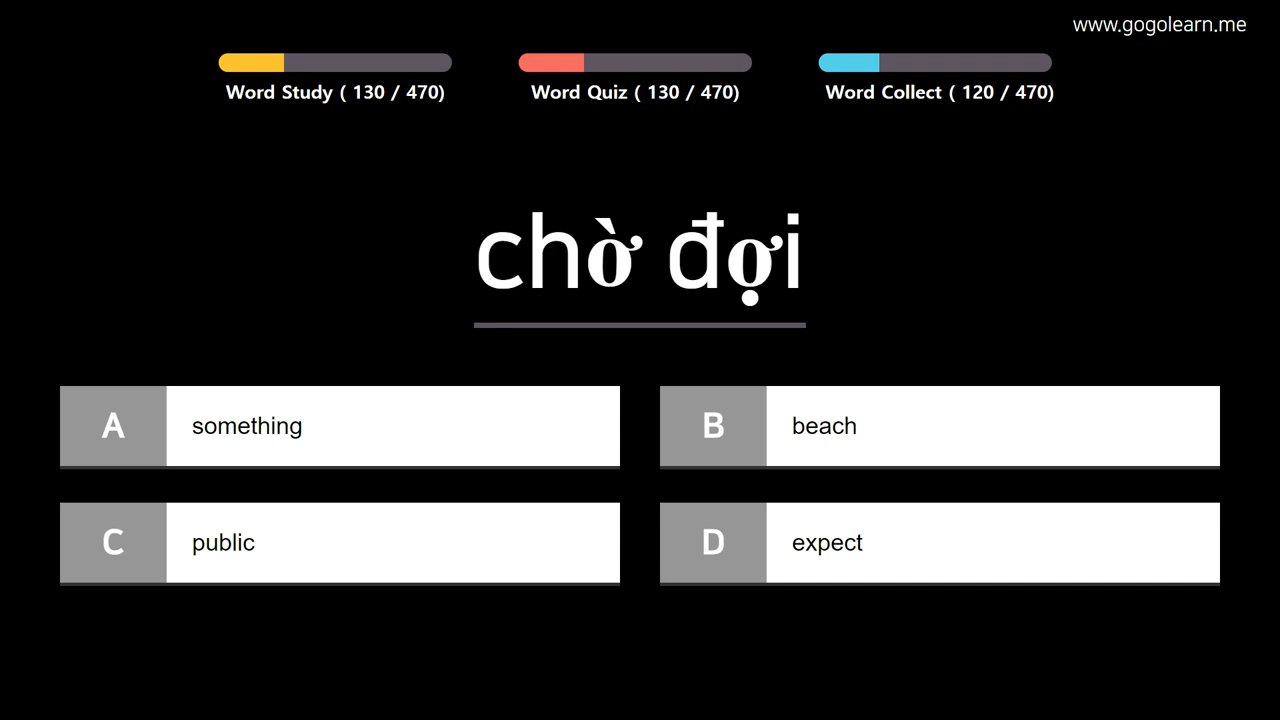 www.gogolearn.me
Word Study ( 130 / 470)
Word Quiz ( 130 / 470)
Word Collect ( 120 / 470)
chờ đợi
A something
B beach
C public
D expect